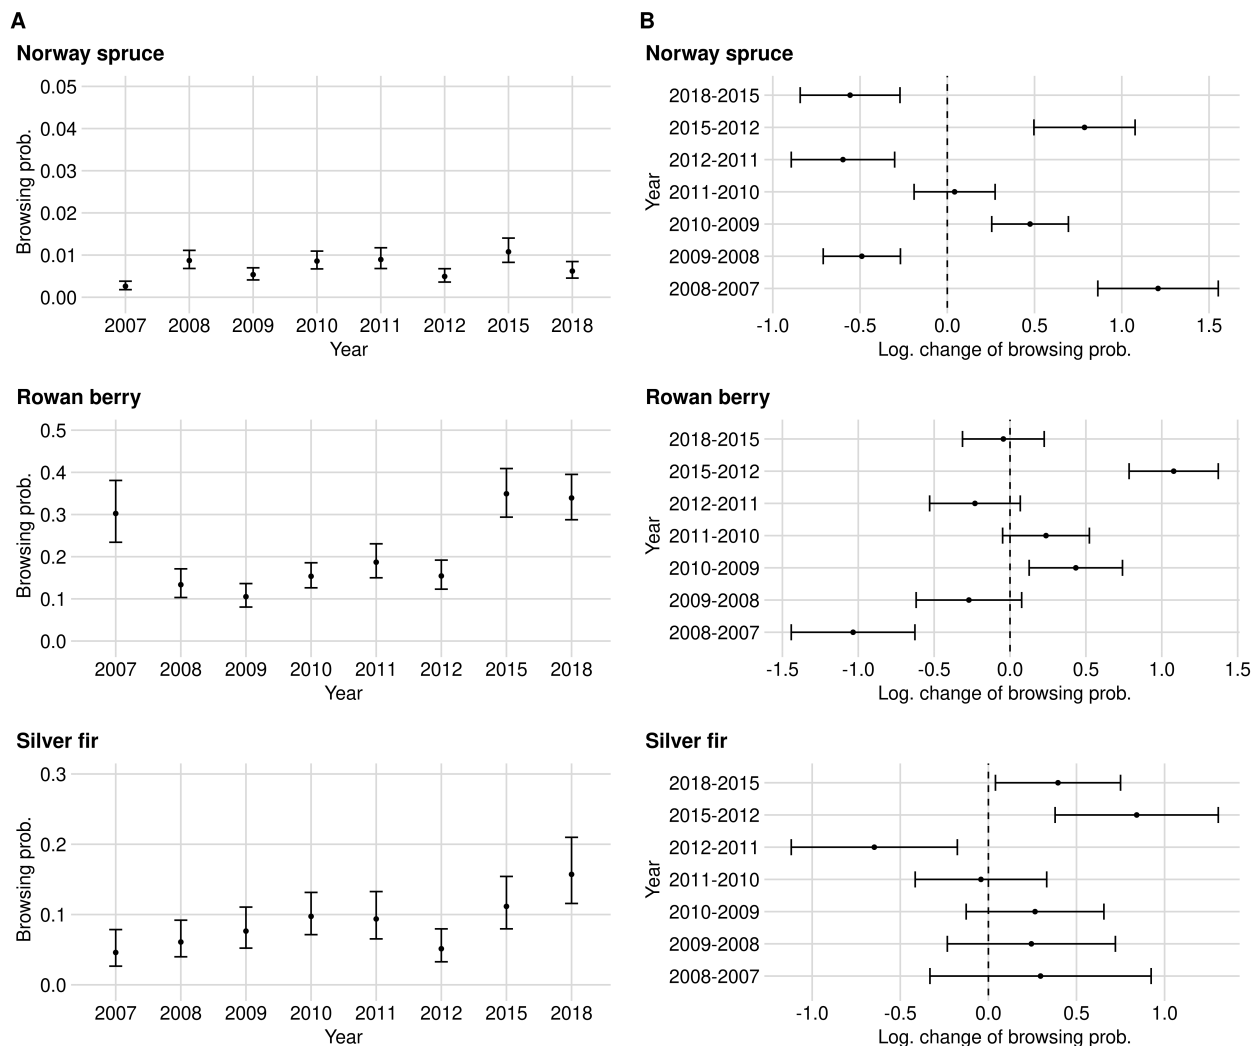 A
Norway spruce
Browsing prob.
0.05
0.04
0.03
0.02
0.01
0.00
2007 2008 2009 2010 2011 2012 2015 2018
Year
Rowan berry
Browsing prob.
0.5
0.4
0.3
0.2
0.1
0.0
2007 2008 2009 2010 2011 2012 2015 2018
Year
Silver fir
Browsing prob.
0.3
0.2
0.1
0.0
2007 2008 2009 2010 2011 2012 2015 2018
Year
B
Norway spruce
Year
2018-2015
2015-2012
2012-2011
2011-2010
2010-2009
2009-2008
2008-2007
-1.0 -0.5 0.0 0.5 1.0 1.5
Log. change of browsing prob.
Rowan berry
Year
2018-2015
2015-2012
2012-2011
2011-2010
2010-2009
2009-2008
2008-2007
-1.5 -1.0 -0.5 0.0 0.5 1.0 1.5
Log. change of browsing prob.
Silver fir
Year
2018-2015
2015-2012
2012-2011
2011-2010
2010-2009
2009-2008
2008-2007
-1.0 -0.5 0.0 0.5 1.0
Log. change of browsing prob.